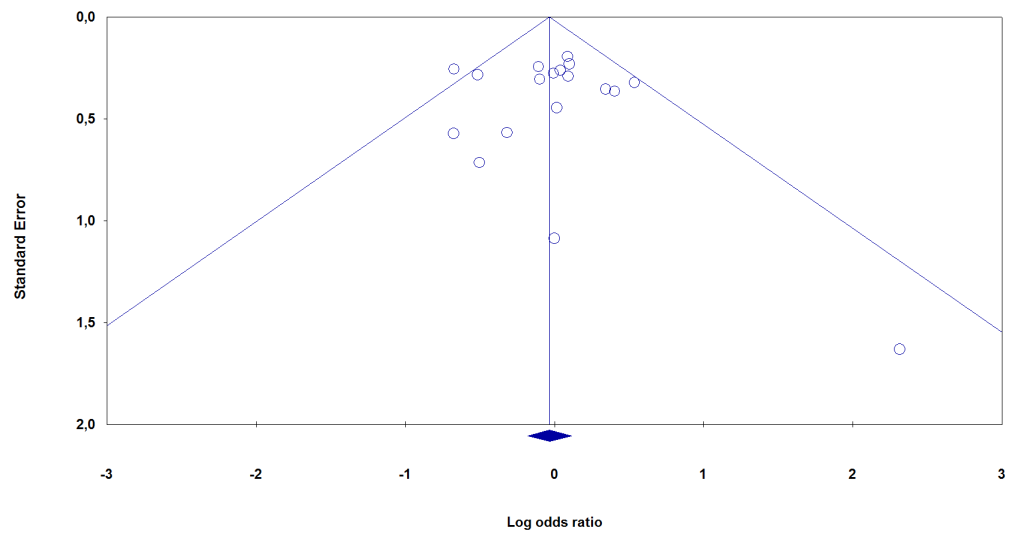 0,0
0,5
1,0
1,5
2,0
Standard Error
-3 -2 -1 0 1 2 3
Log odds ratio